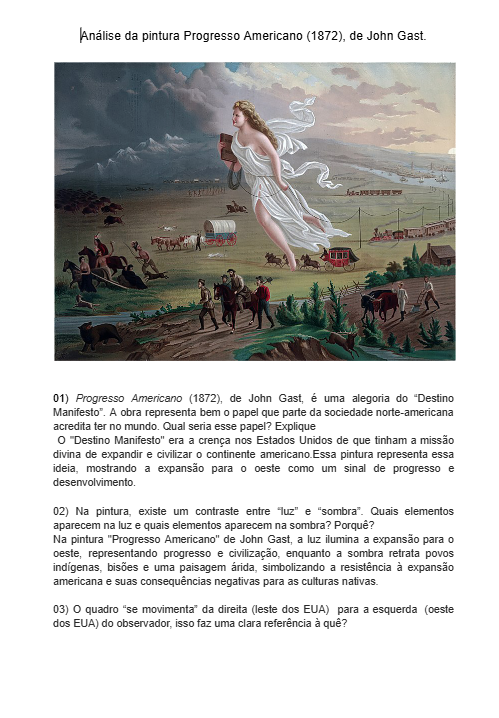 Análise da pintura Progresso Americano (1872), de John Gast.
01) Progresso Americano (1872), de John Gast, é uma alegoria do “Destino
Manifesto”. A obra representa bem o papel que parte da sociedade norte-americana
acredita ter no mundo. Qual seria esse papel? Explique
O "Destino Manifesto" era a crença nos Estados Unidos de que tinham a missão
divina de expandir e civilizar o continente americano.Essa pintura representa essa
ideia, mostrando a expansão para o oeste como um sinal de progresso e
desenvolvimento.
02) Na pintura, existe um contraste entre “luz” e “sombra”. Quais elementos
aparecem na luz e quais elementos aparecem na sombra? Porquê?
Na pintura "Progresso Americano" de John Gast, a luz ilumina a expansão para o
oeste, representando progresso e civilização, enquanto a sombra retrata povos
indígenas, bisões e uma paisagem árida, simbolizando a resistência à expansão
americana e suas consequências negativas para as culturas nativas.
03) O quadro “se movimenta” da direita (leste dos EUA) para a esquerda (oeste
dos EUA) do observador, isso faz uma clara referência à quê?